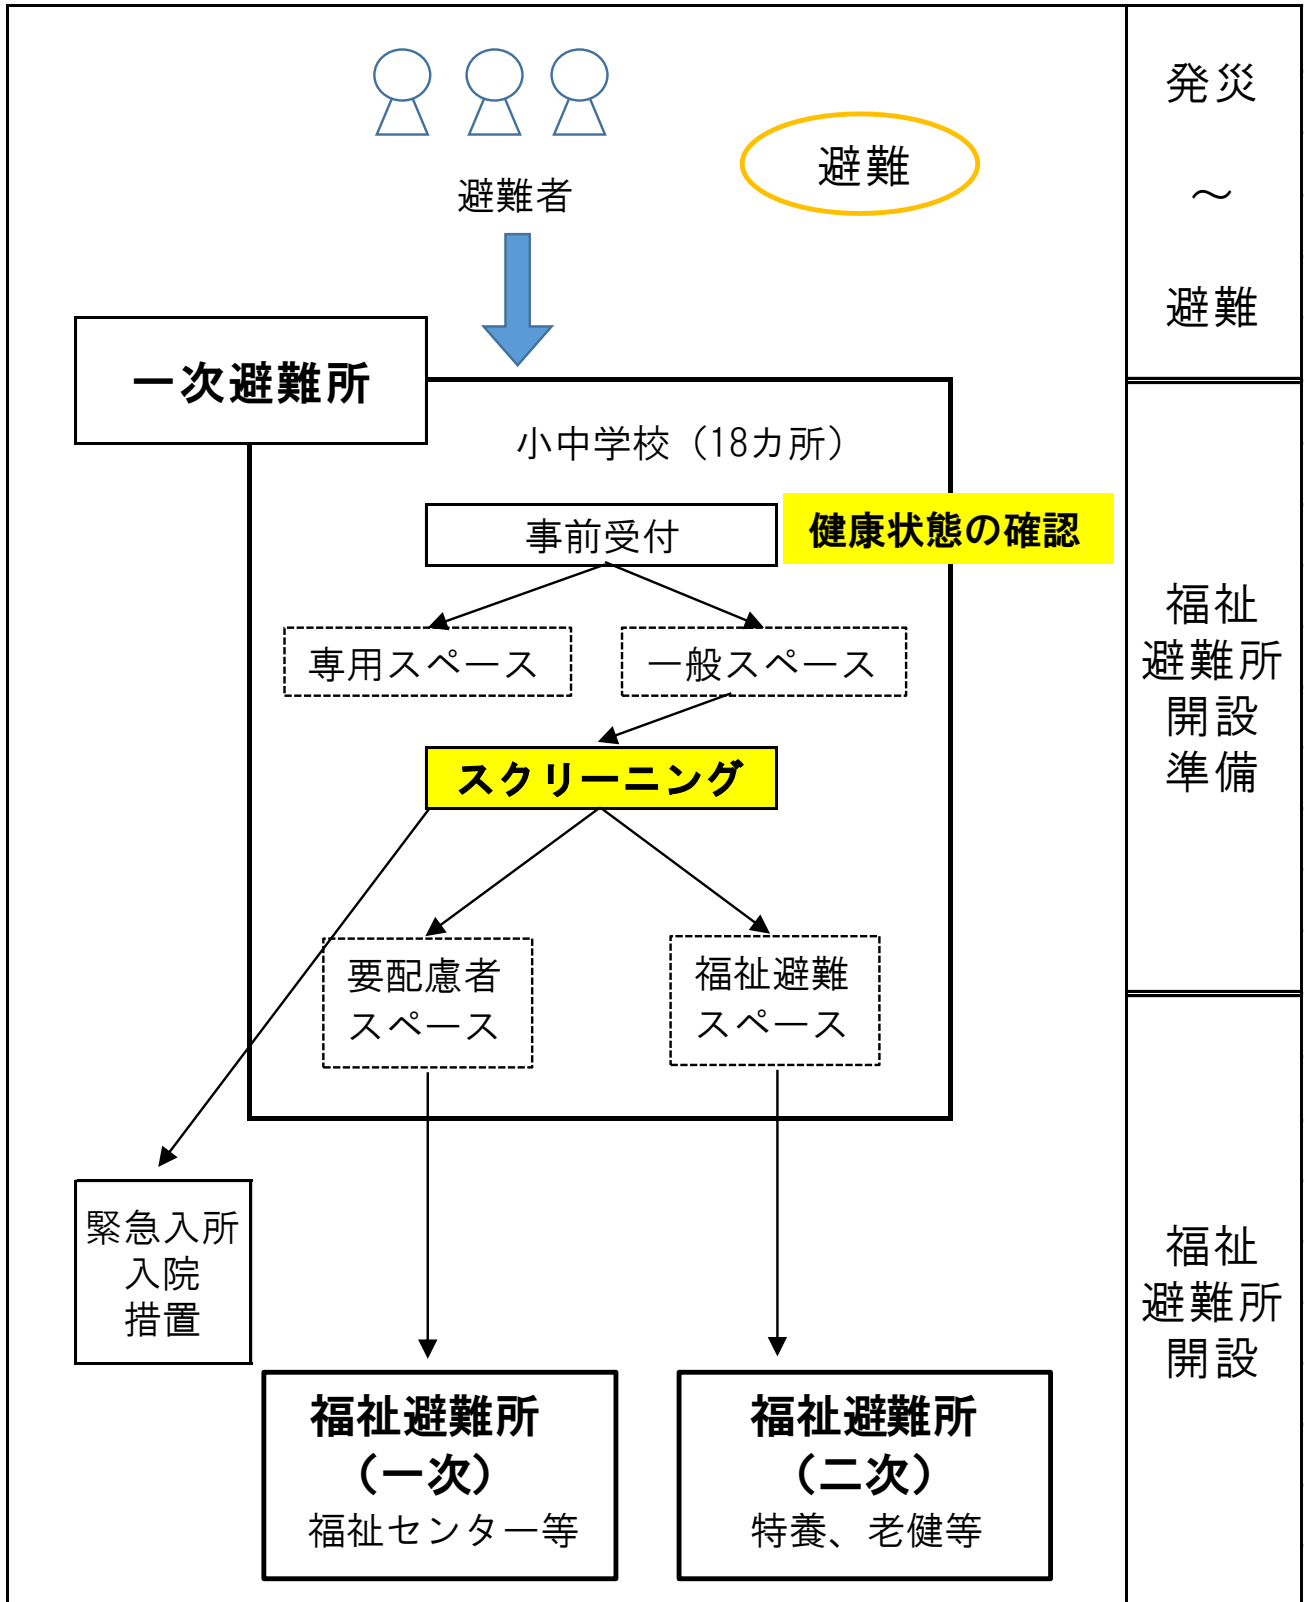 避難者
避難
一次避難所
小中学校（18カ所）
事前受付
健康状態の確認
専用スペース
一般スペース
スクリーニング
要配慮者
スペース
福祉避難
スペース
緊急入所
入院
措置
福祉避難所
（一次）
福祉センター等
福祉避難所
（二次）
特養、老健等
発災
～
避難
福祉
避難所
開設
準備
福祉
避難所
開設